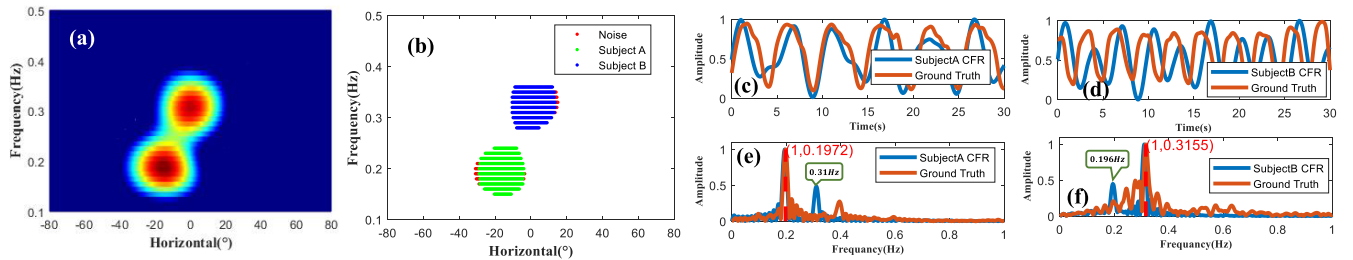 (a)
Frequency(Hz)
0.5
0.4
0.3
0.2
0.1
-80 -60 -40 -20 0 20 40 60 80
Horizontal(°)
(b)
Noise
Subject A
Subject B
Frequency(Hz)
0.5
0.4
0.3
0.2
0.1
-80 -60 -40 -20 0 20 40 60 80
Horizontal(°)
Amplitude
1
0.5
0
SubjectA CFR
Ground Truth
(c)
0 5 10 15 20 25 30
Time(s)
Amplitude
1
0.5
0
SubjectB CFR
Ground Truth
(d)
0 5 10 15 20 25 30
Time(s)
Amplitude
1
0.5
0
(e)
(1,0.1972)
0.31Hz
SubjectA CFR
Ground Truth
0 0.2 0.4 0.6 0.8 1
Frequancy(Hz)
Amplitude
1
0.5
0
(f)
(1,0.3155)
0.196Hz
SubjectB CFR
Ground Truth
0 0.2 0.4 0.6 0.8 1
Frequancy(Hz)